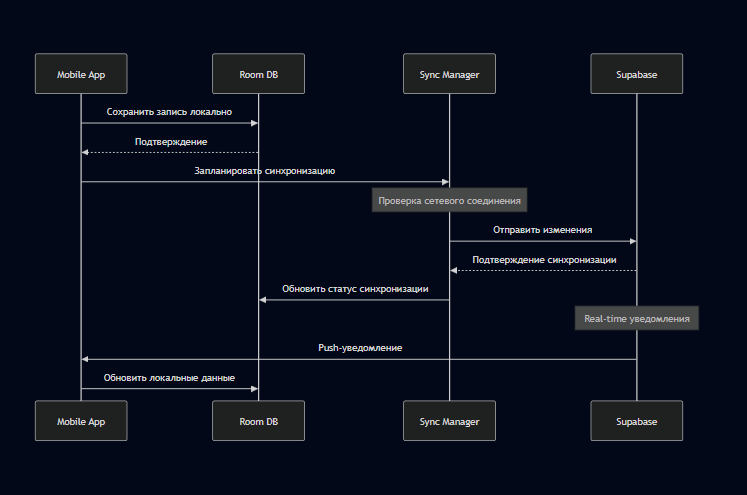 Mobile App
Room DB
Sync Manager
Supabase
Сохранить запись локально
Подтверждение
Запланировать синхронизацию
Проверка сетевого соединения
Отправить изменения
Подтверждение синхронизации
Обновить статус синхронизации
Real-time уведомления
Push-уведомление
Обновить локальные данные
Mobile App
Room DB
Sync Manager
Supabase